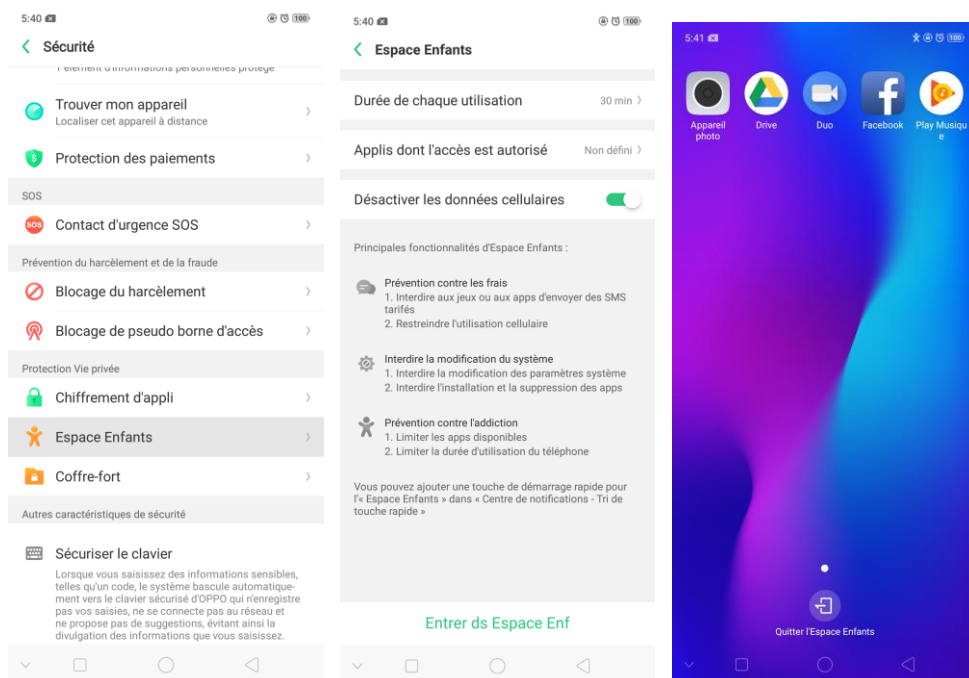 5:40
100
Sécurité
1 élément d'informations personnelles protégé
Trouver mon appareil
Localiser cet appareil à distance
Protection des paiements
SOS
SOS
Contact d'urgence SOS
Prévention du harcèlement et de la fraude
Blocage du harcèlement
Blocage de pseudo borne d'accès
Protection Vie privée
Chiffrement d'appli
Espace Enfants
Coffre-fort
Autres caractéristiques de sécurité
Sécuriser le clavier
Lorsque vous saisissez des informations sensibles,
telles qu'un code, le système bascule automatique-
ment vers le clavier sécurisé d'OPPO qui n'enregistre
pas vos saisies, ne se connecte pas au réseau et
ne propose pas de suggestions, évitant ainsi la
divulgation des informations que vous saisissez.
5:40
100
Espace Enfants
Durée de chaque utilisation 30 min
Applis dont l'accès est autorisé Non défini
Désactiver les données cellulaires
Principales fonctionnalités d'Espace Enfants :
Prévention contre les frais
1. Interdire aux jeux ou aux apps d'envoyer des SMS
tarifés
2. Restreindre l'utilisation cellulaire
Interdire la modification du système
1. Interdire la modification des paramètres système
2. Interdire l'installation et la suppression des apps
Prévention contre l'addiction
1. Limiter les apps disponibles
2. Limiter la durée d'utilisation du téléphone
Vous pouvez ajouter une touche de démarrage rapide pour
l'« Espace Enfants » dans « Centre de notifications - Tri de
touche rapide »
Entrer ds Espace Enf
5:41
100
Appareil
photo
Drive
Duo
Facebook
Play Musiqu
e
Quitter l'Espace Enfants